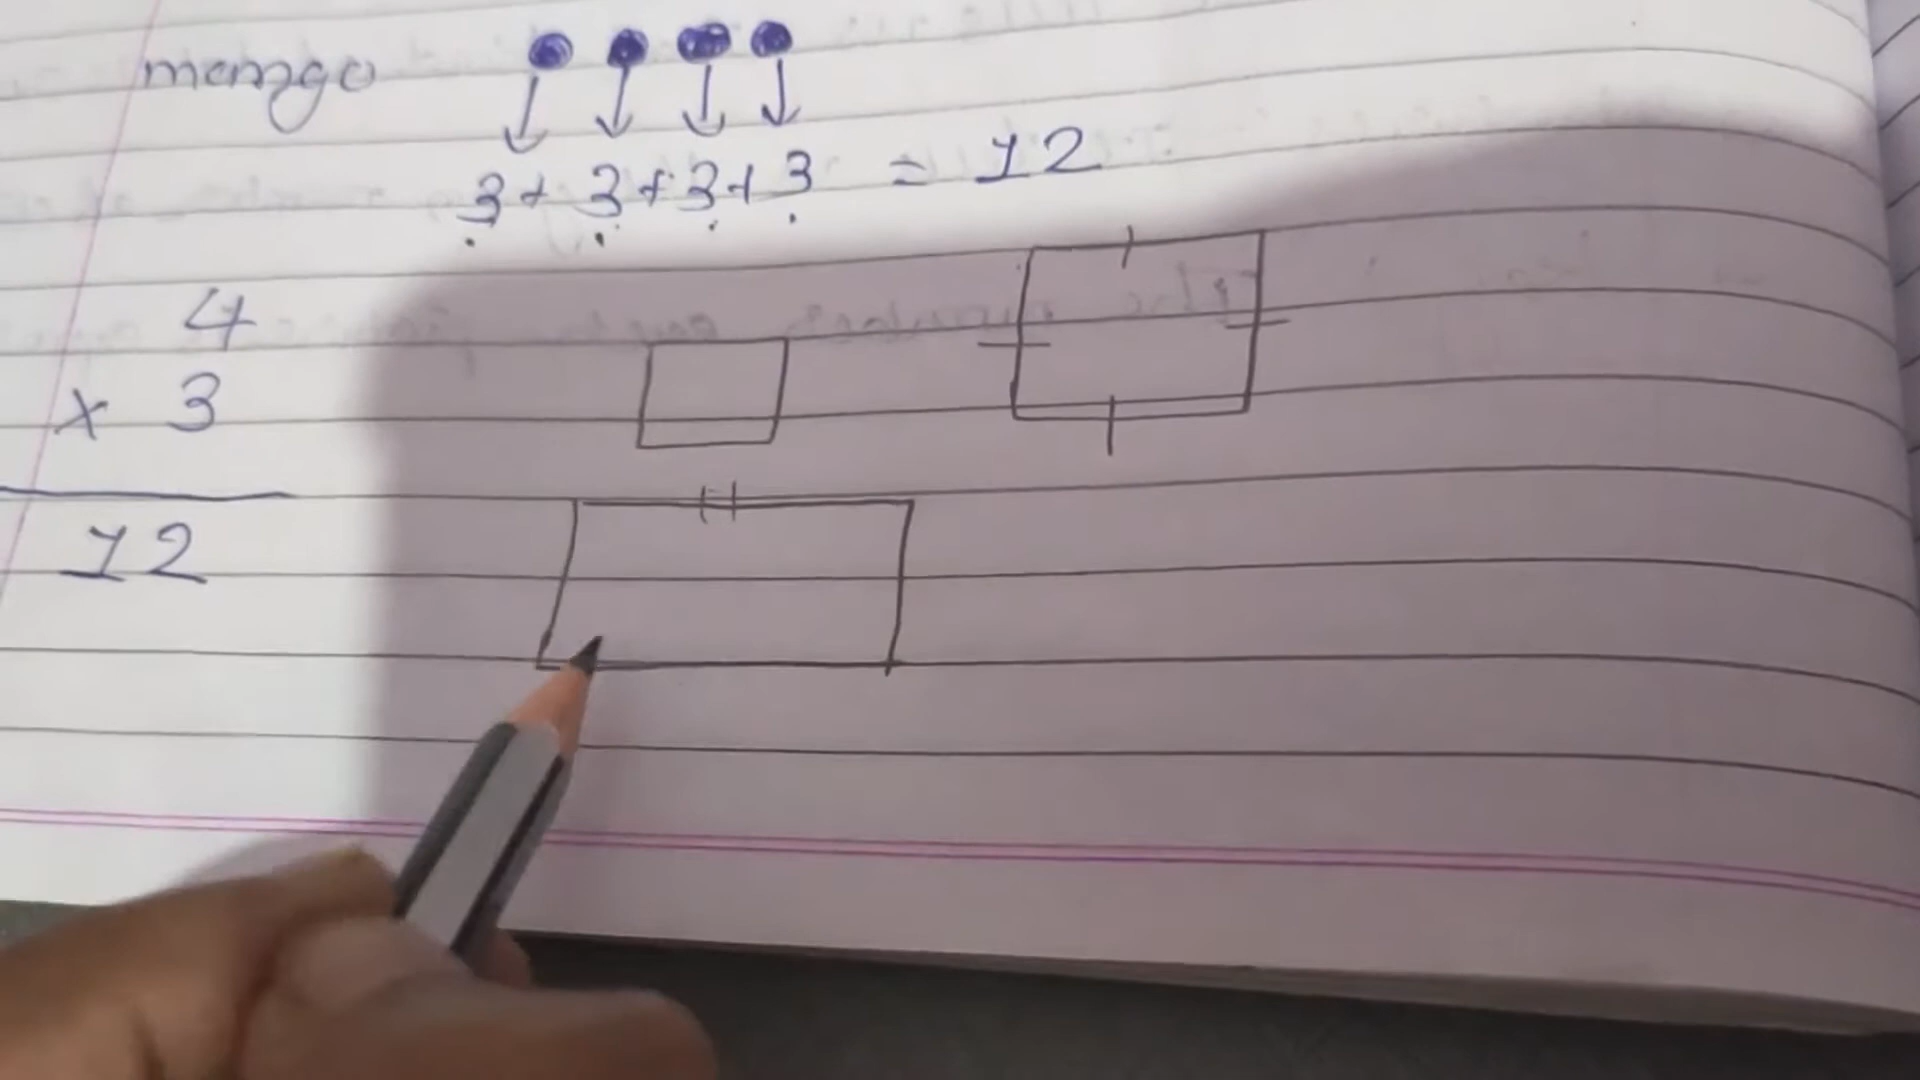 mango
3 + 3 + 3 + 3 = 12
4
x 3
12